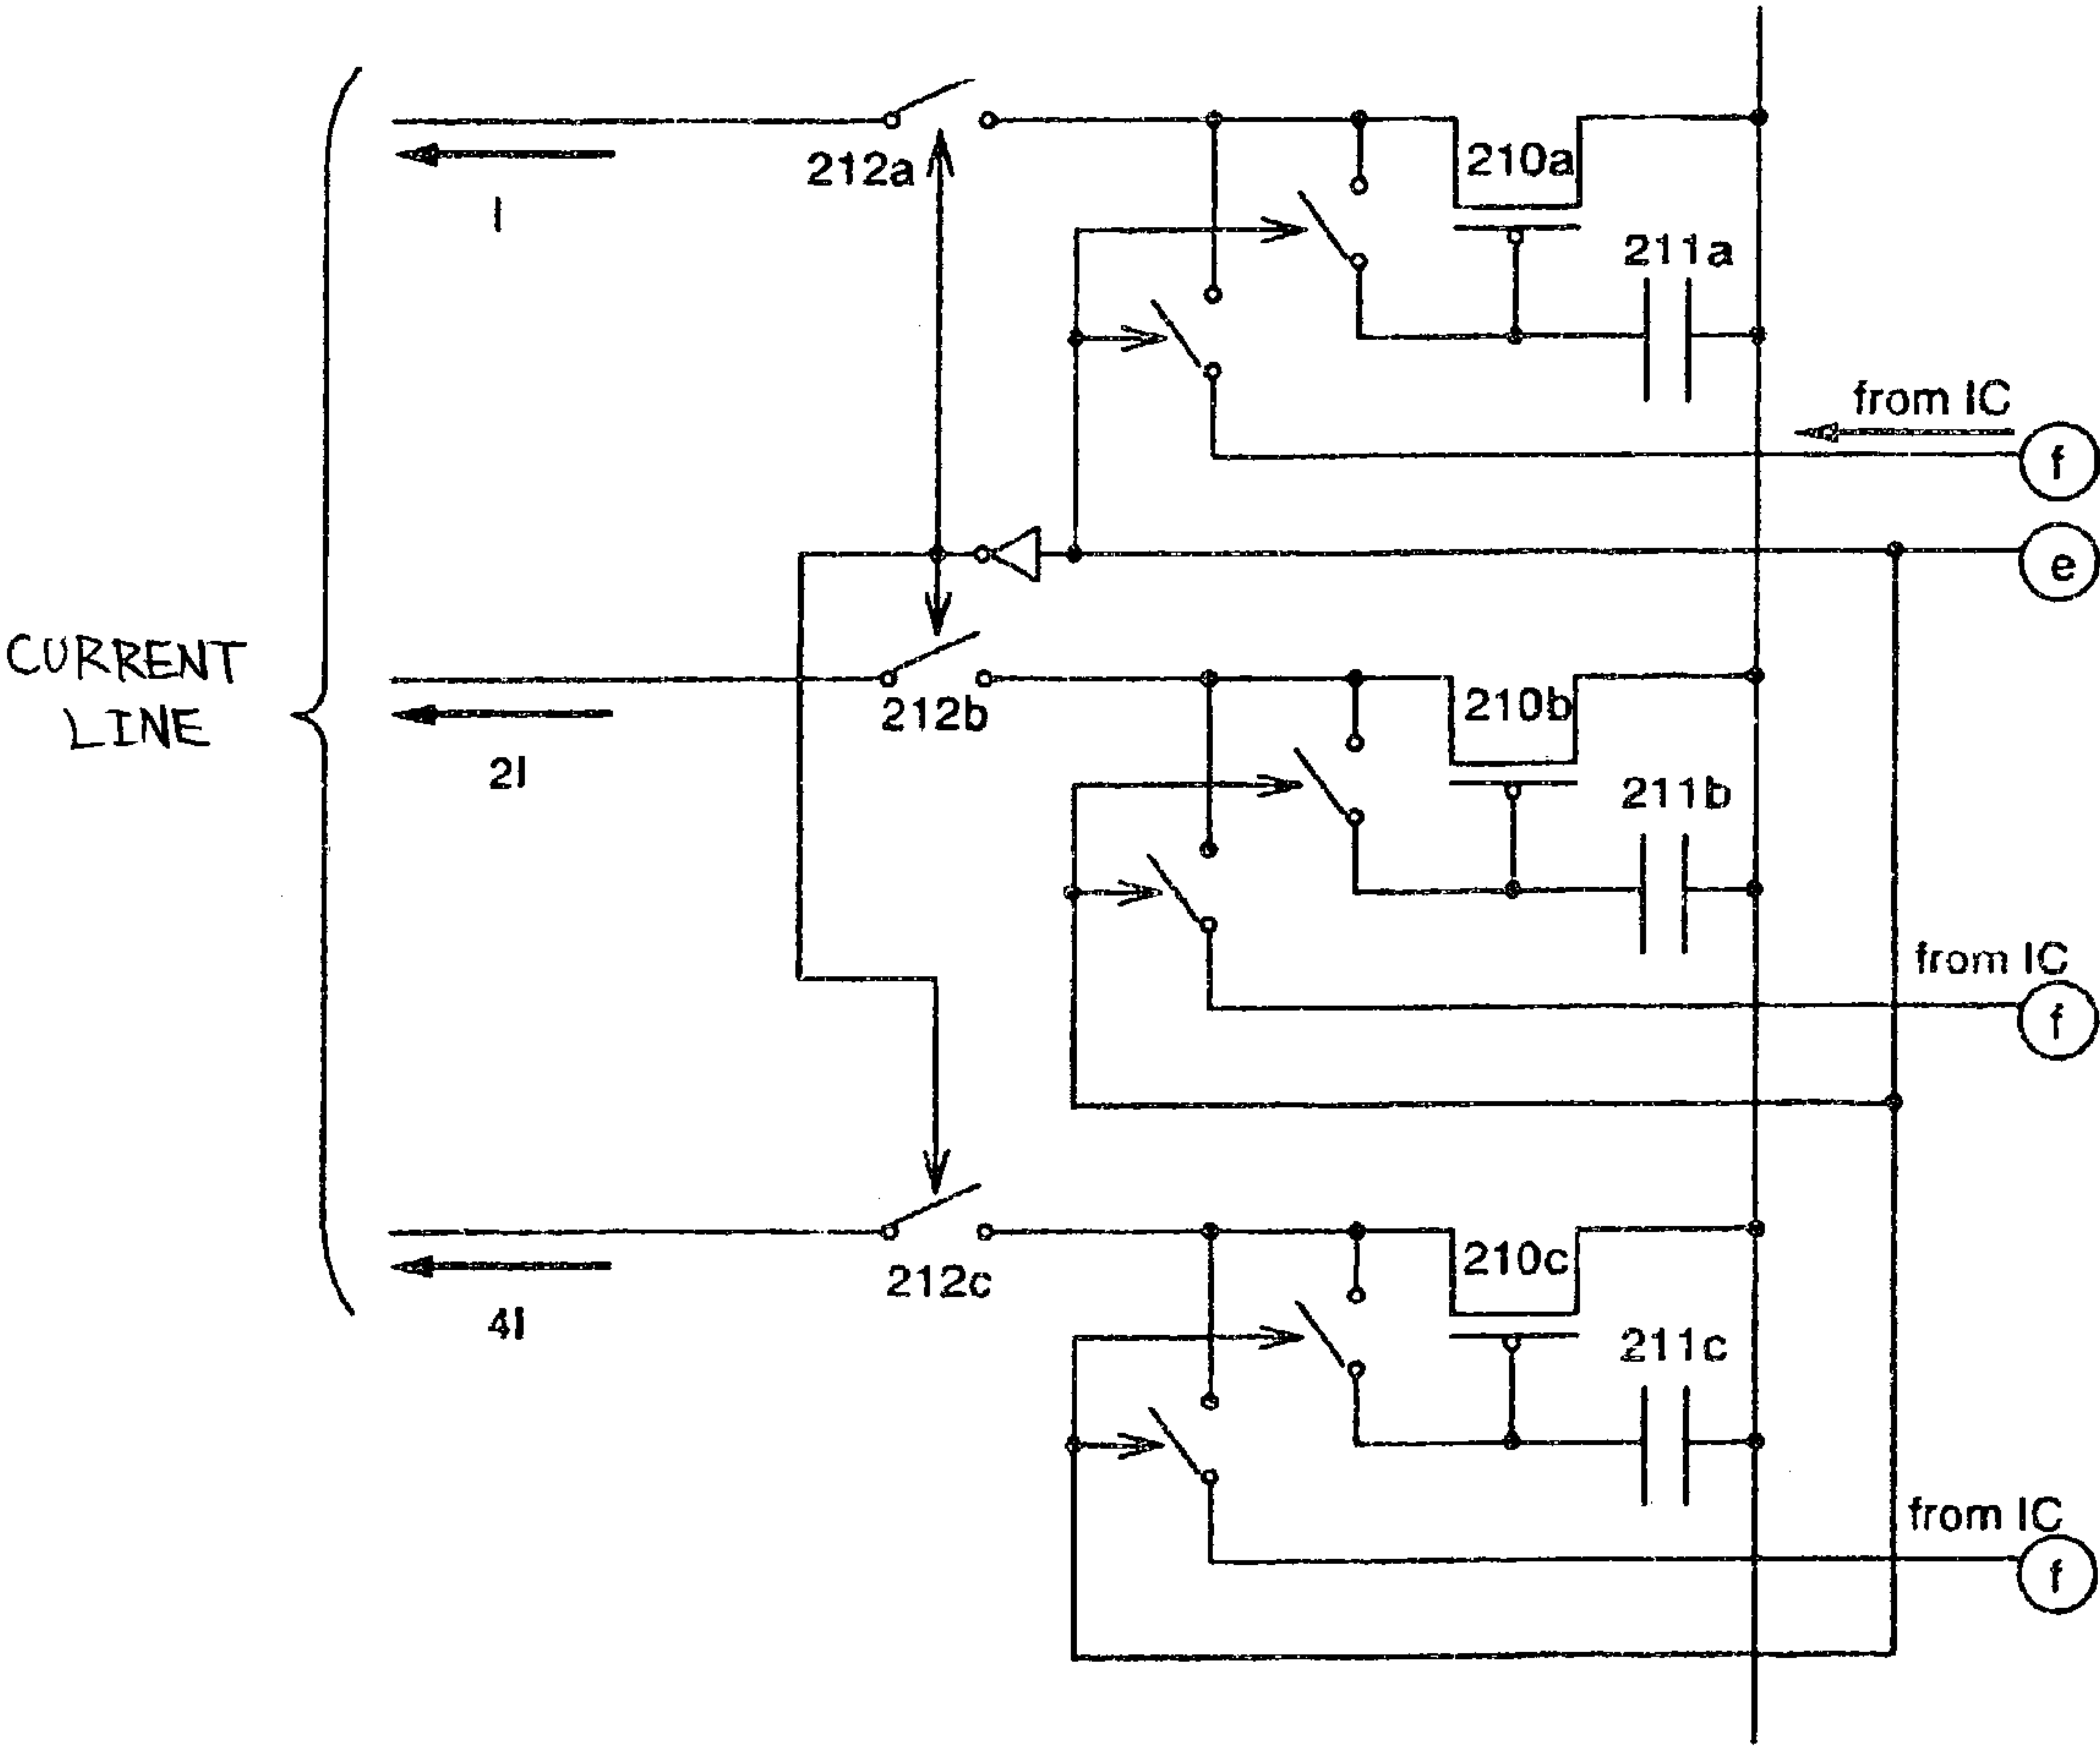 212a
210a
I
211a
from IC
f
e
CURRENT
LINE
212b
210b
2I
211b
from IC
f
212c
210c
4I
211c
from IC
f